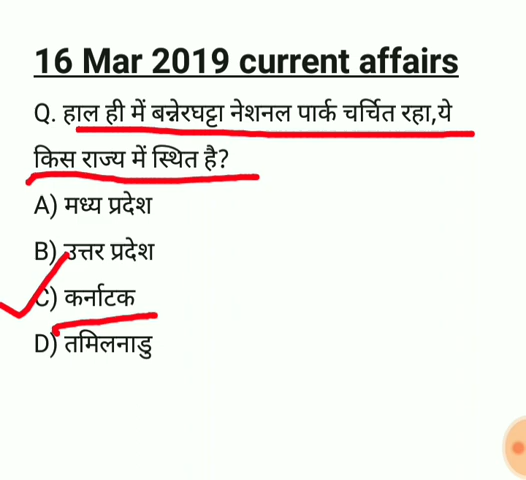 16 Mar 2019 current affairs
Q. हाल ही में बन्नेरघट्टा नेशनल पार्क चर्चित रहा,ये
किस राज्य में स्थित है?
A) मध्य प्रदेश
B) उत्तर प्रदेश
C) कर्नाटक
D) तमिलनाडु